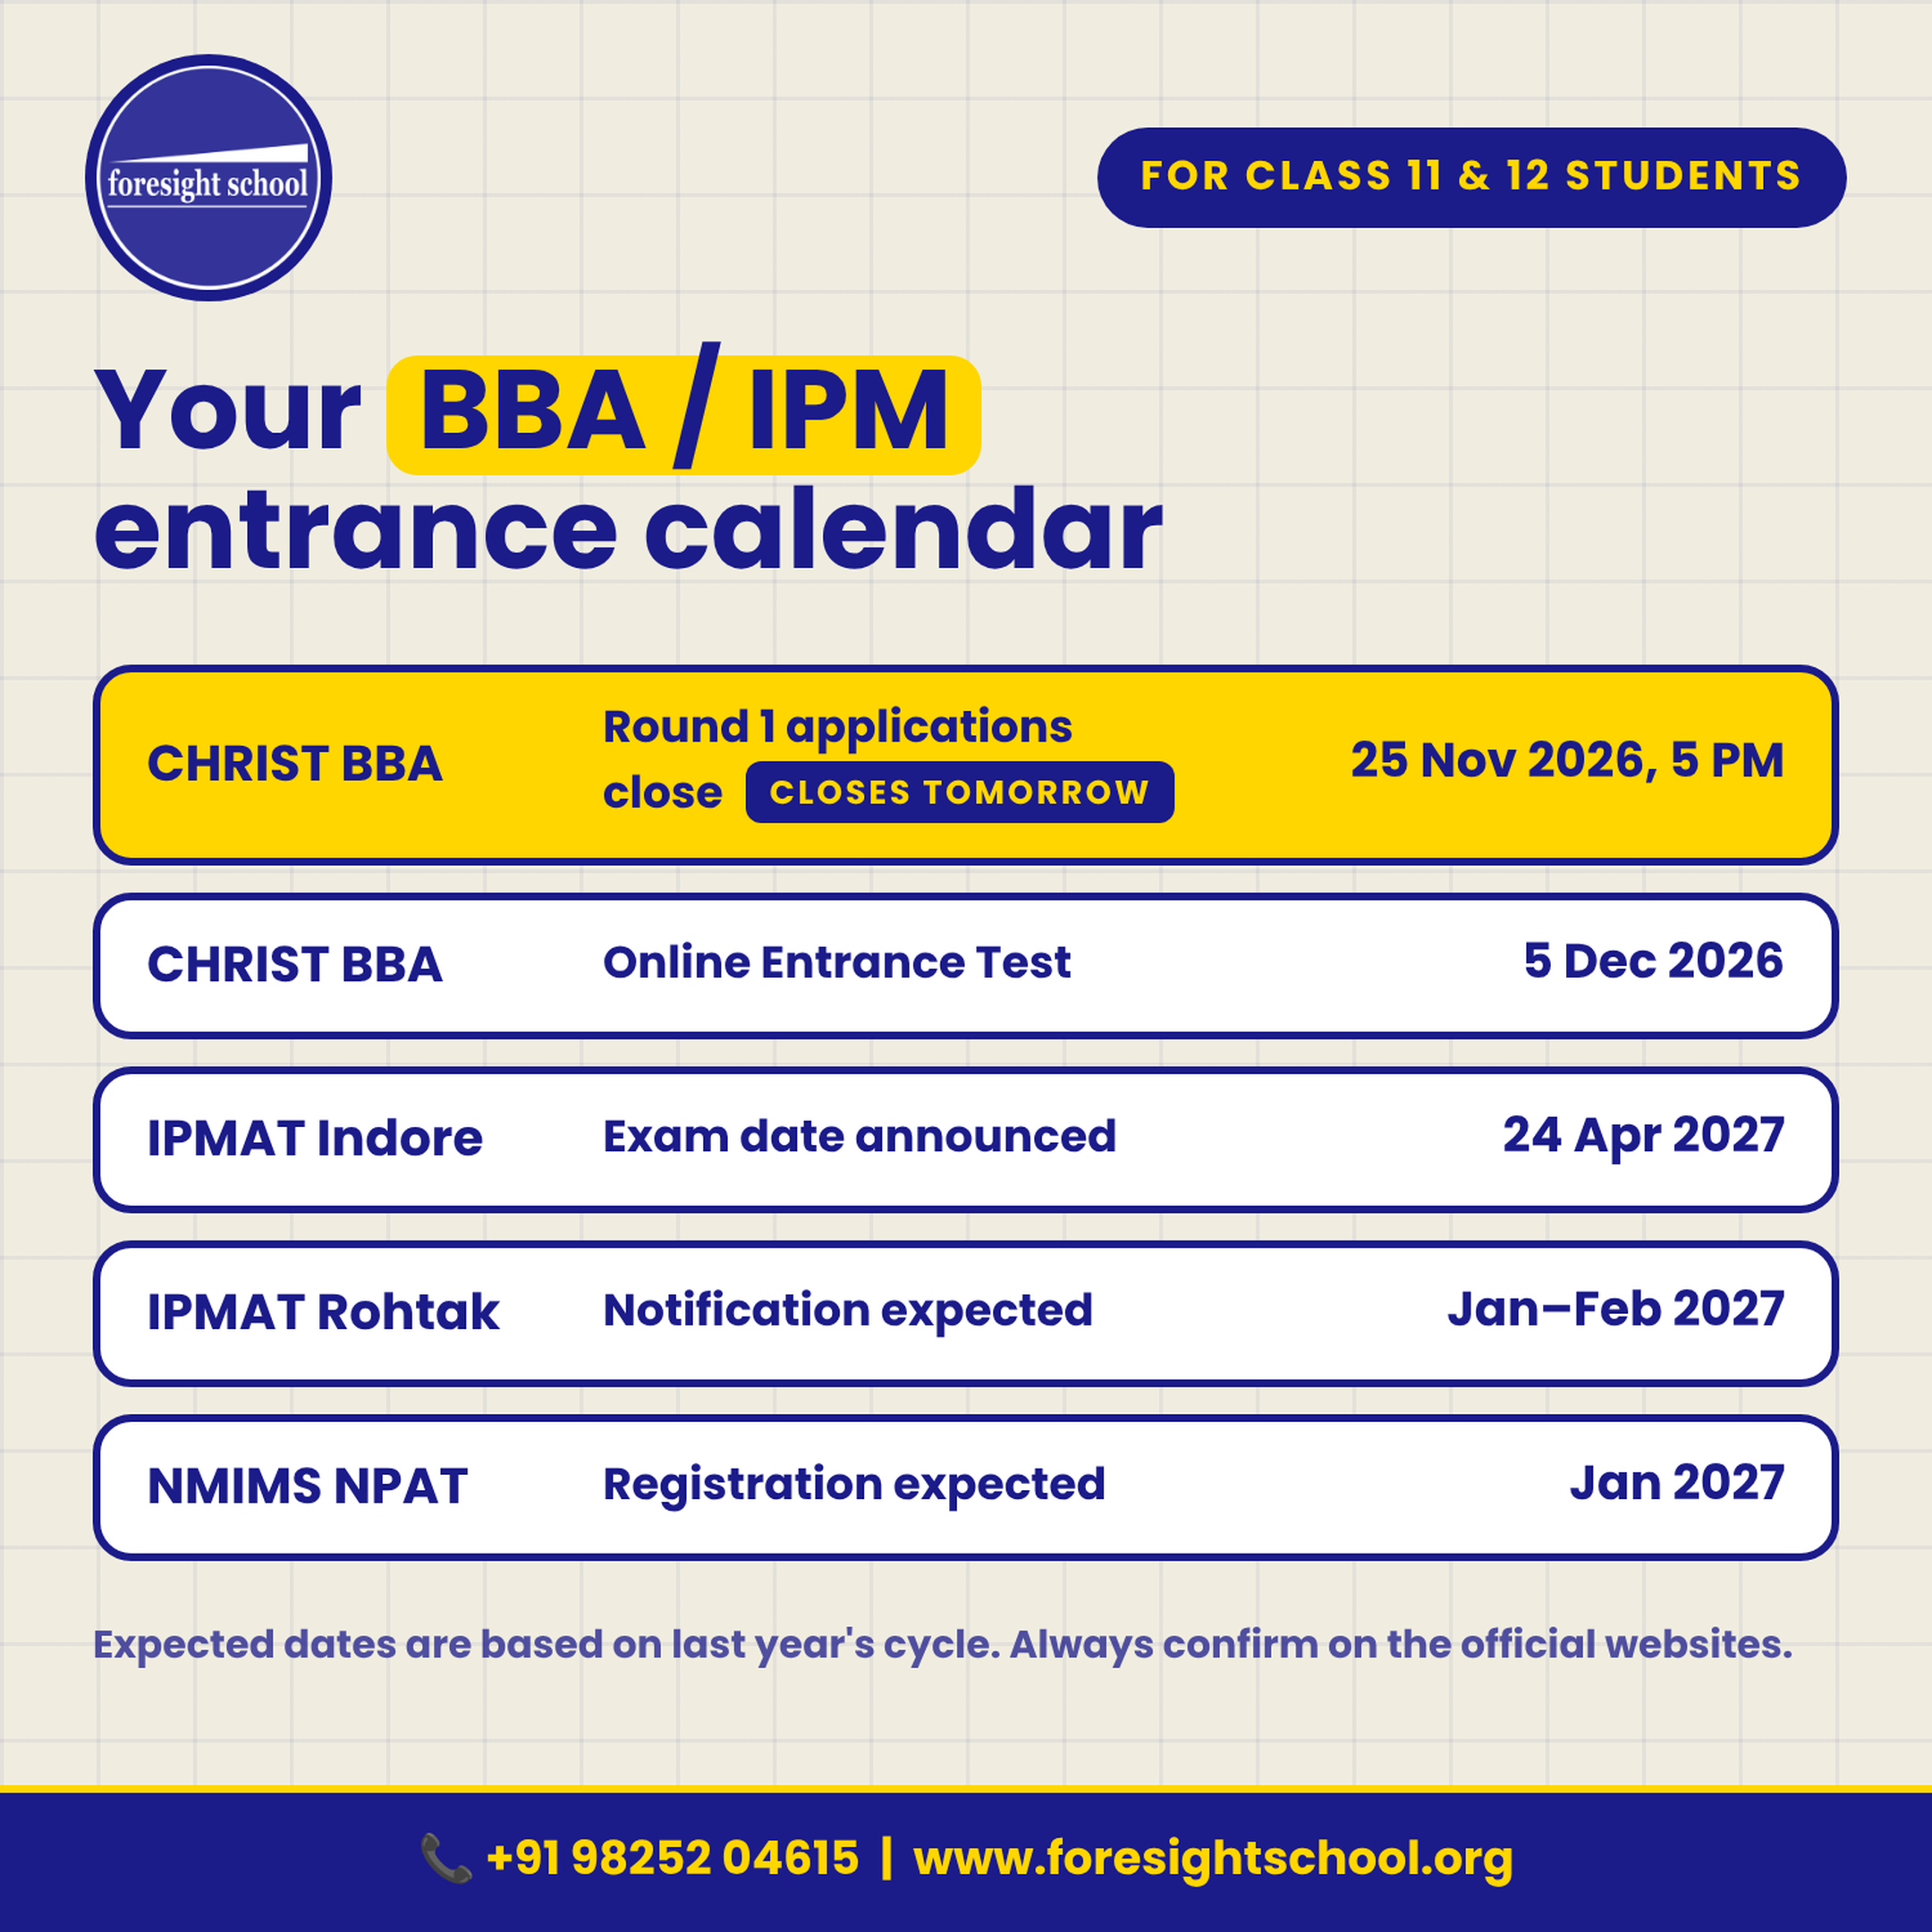 foresight school
FOR CLASS 11 & 12 STUDENTS
Your BBA / IPM
entrance calendar
CHRIST BBA
Round 1 applications
close CLOSES TOMORROW
25 Nov 2026, 5 PM
CHRIST BBA
Online Entrance Test
5 Dec 2026
IPMAT Indore
Exam date announced
24 Apr 2027
IPMAT Rohtak
Notification expected
Jan–Feb 2027
NMIMS NPAT
Registration expected
Jan 2027
Expected dates are based on last year's cycle. Always confirm on the official websites.
📞 +91 98252 04615 | www.foresightschool.org